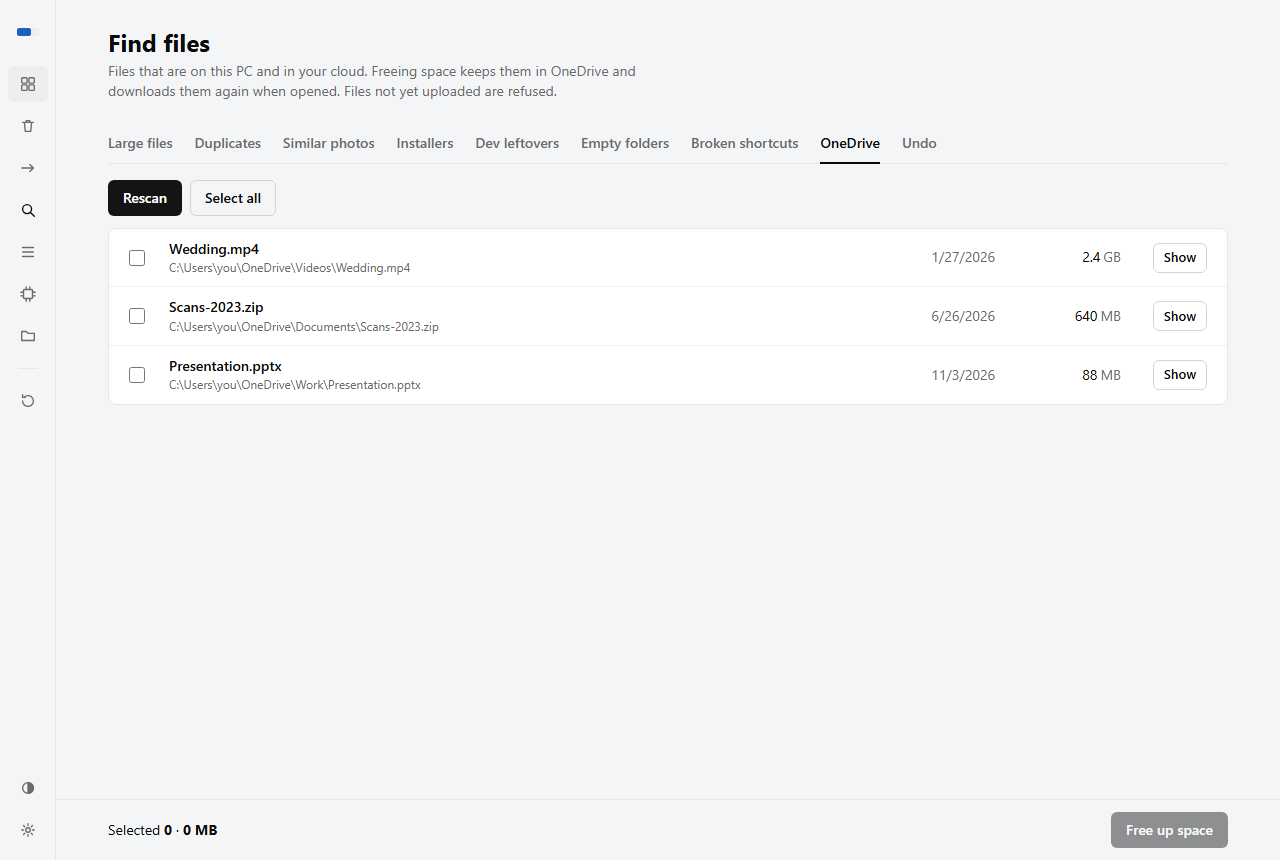 Find files
Files that are on this PC and in your cloud. Freeing space keeps them in OneDrive and
downloads them again when opened. Files not yet uploaded are refused.
Large files Duplicates Similar photos Installers Dev leftovers Empty folders Broken shortcuts OneDrive Undo
Rescan Select all
Wedding.mp4
C:\Users\you\OneDrive\Videos\Wedding.mp4
1/27/2026 2.4 GB Show
Scans-2023.zip
C:\Users\you\OneDrive\Documents\Scans-2023.zip
6/26/2026 640 MB Show
Presentation.pptx
C:\Users\you\OneDrive\Work\Presentation.pptx
11/3/2026 88 MB Show
Selected 0 · 0 MB Free up space